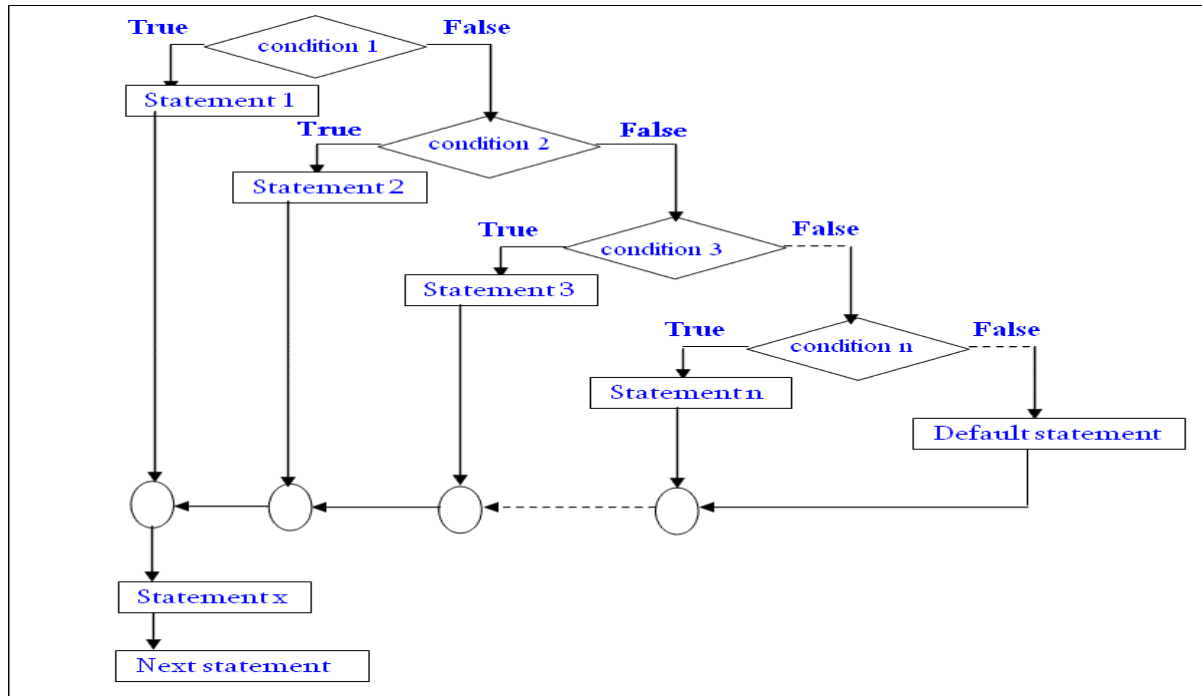 True
False
condition 1
Statement 1
True
False
condition 2
Statement 2
True
False
condition 3
Statement 3
True
False
condition n
Statement n
Default statement
Statement x
Next statement